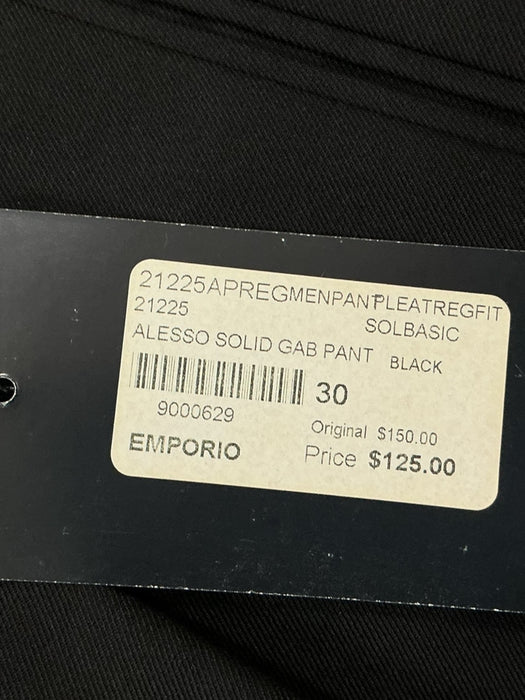 21225APREGMENPANTPLEATREGFIT
21225 SOLBASIC
ALESSO SOLID GAB PANT BLACK
30
9000629
Original $150.00
EMPORIO Price $125.00